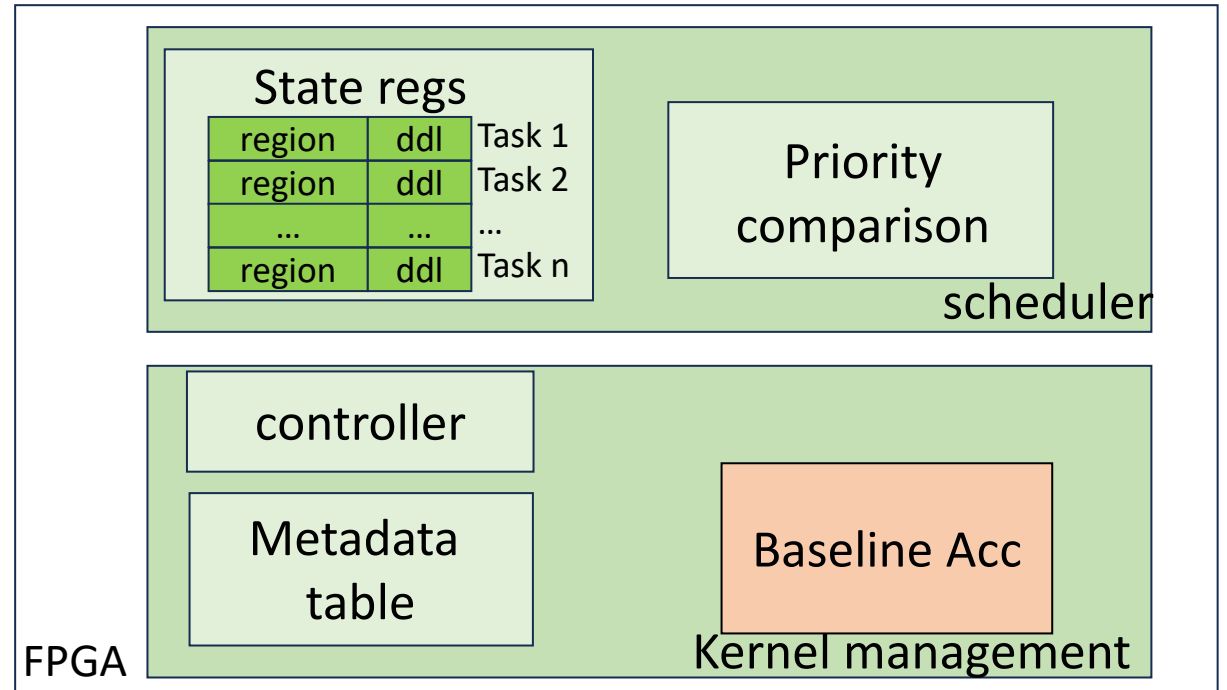 State regs
region ddl Task 1
region ddl Task 2
... ... ...
region ddl Task n
Priority
comparison
scheduler
controller
Metadata
table
Baseline Acc
Kernel management
FPGA